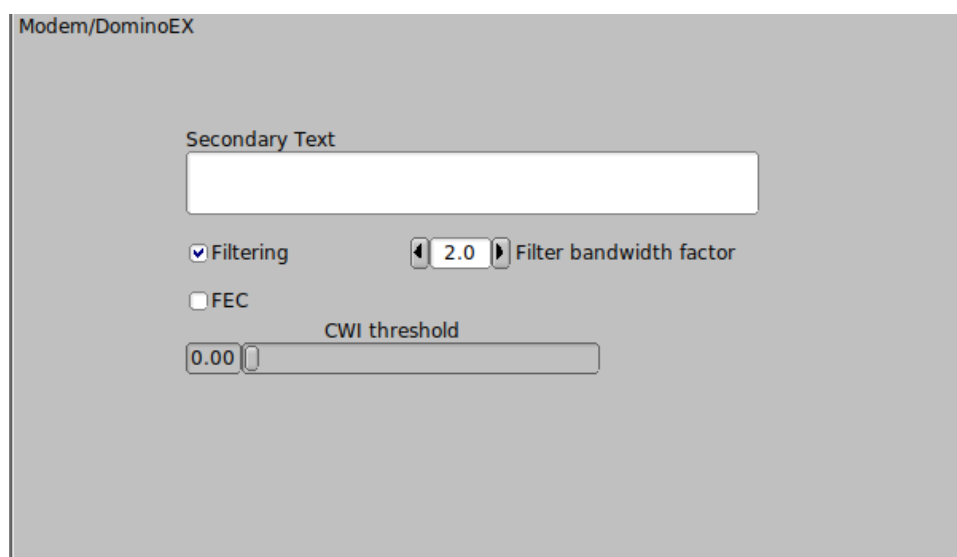 Modem/DominoEX
Secondary Text
Filtering 2.0 Filter bandwidth factor
FEC
CWI threshold
0.00